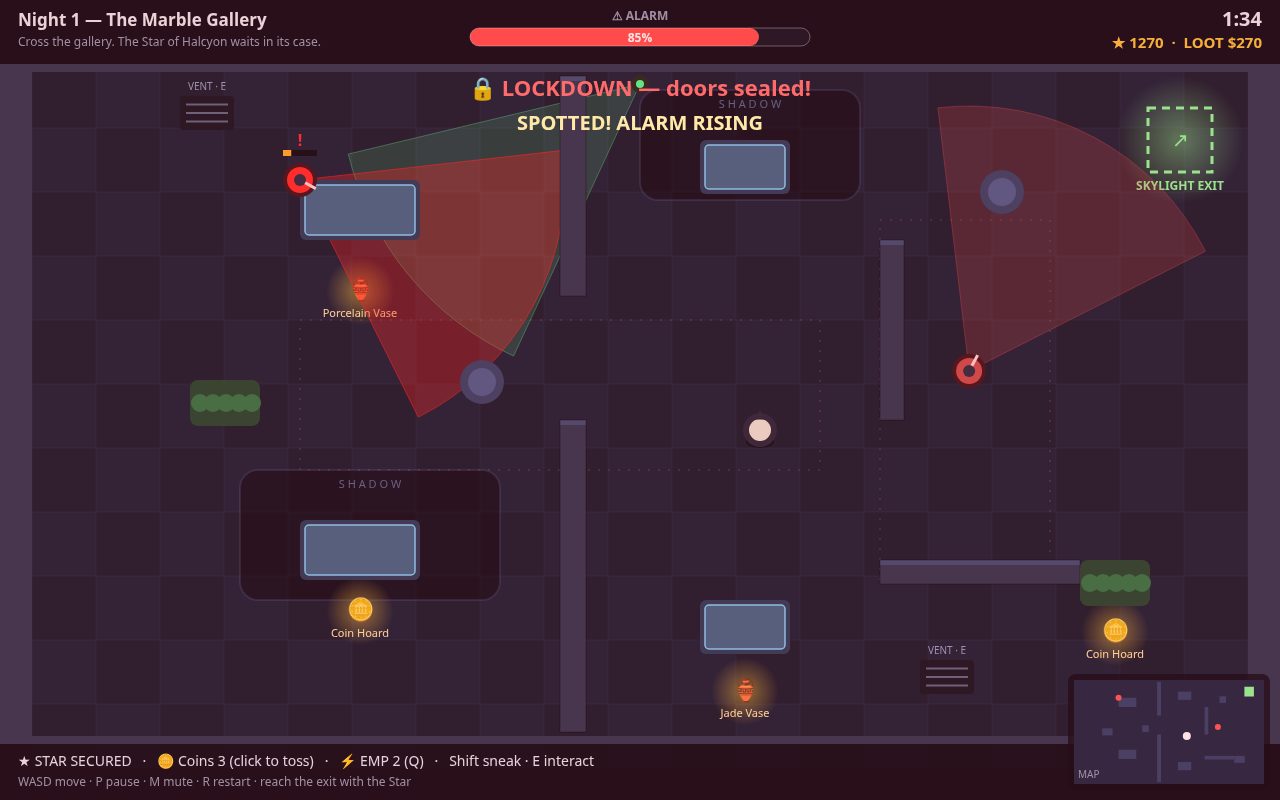 Night 1 — The Marble Gallery
Cross the gallery. The Star of Halcyon waits in its case.
⚠ ALARM
85%
1:34
★ 1270 · LOOT $270
🔒 LOCKDOWN — doors sealed!
SPOTTED! ALARM RISING
VENT · E
SHADOW
!
↗
SKYLIGHT EXIT
Porcelain Vase
SHADOW
Coin Hoard
Jade Vase
VENT · E
Coin Hoard
MAP
★ STAR SECURED · 🪙 Coins 3 (click to toss) · ⚡ EMP 2 (Q) · Shift sneak · E interact
WASD move · P pause · M mute · R restart · reach the exit with the Star